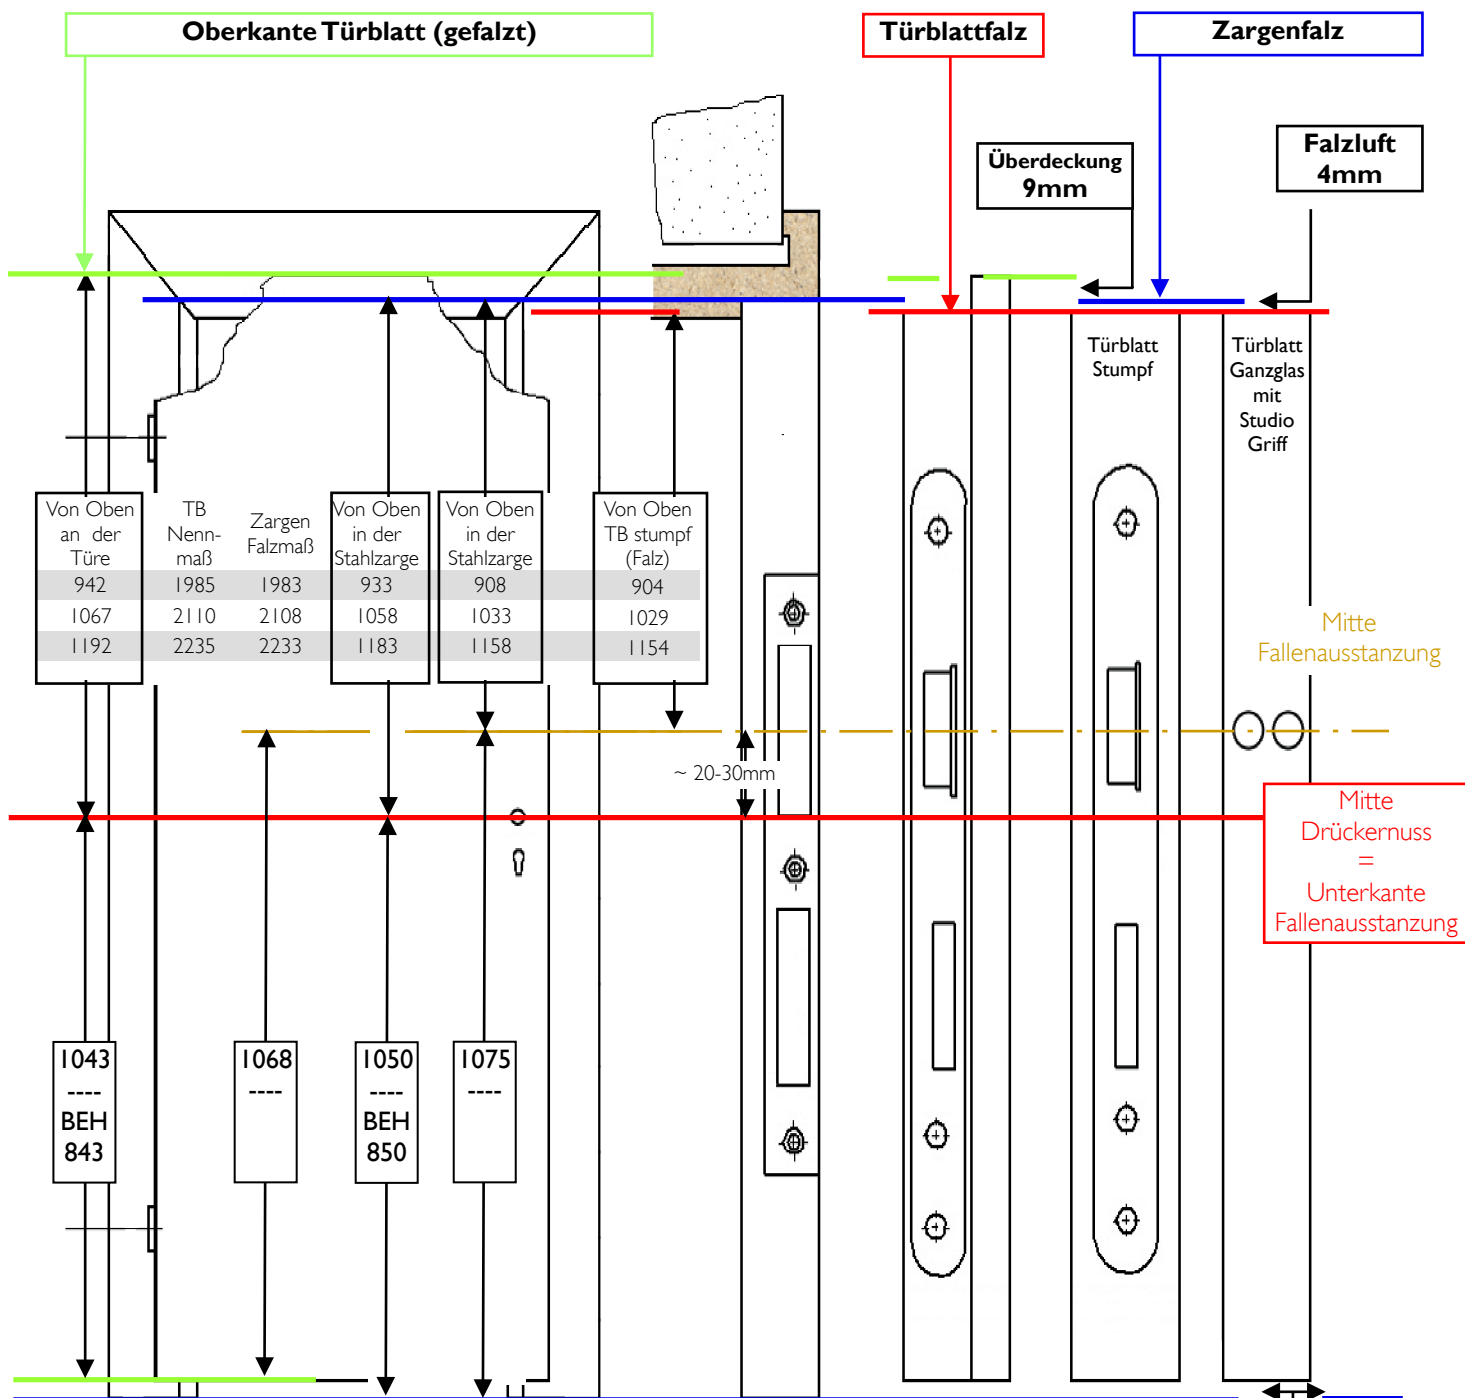 Oberkante Türblatt (gefalzt)
Türblattfalz
Zargenfalz
Überdeckung
9mm
Falzluft
4mm
Türblatt
Stumpf
Türblatt
Ganzglas
mit
Studio
Griff
Von Oben
an der
Türe
TB
Nenn-
maß
Zargen
Falzmaß
Von Oben
in der
Stahlzarge
Von Oben
in der
Stahlzarge
Von Oben
TB stumpf
(Falz)
942 1985 1983 933 908 904
1067 2110 2108 1058 1033 1029
1192 2235 2233 1183 1158 1154
Mitte
Fallenausstanzung
~ 20-30mm
Mitte
Drückernuss
=
Unterkante
Fallenausstanzung
1043
----
BEH
843
1068
----
1050
----
BEH
850
1075
----